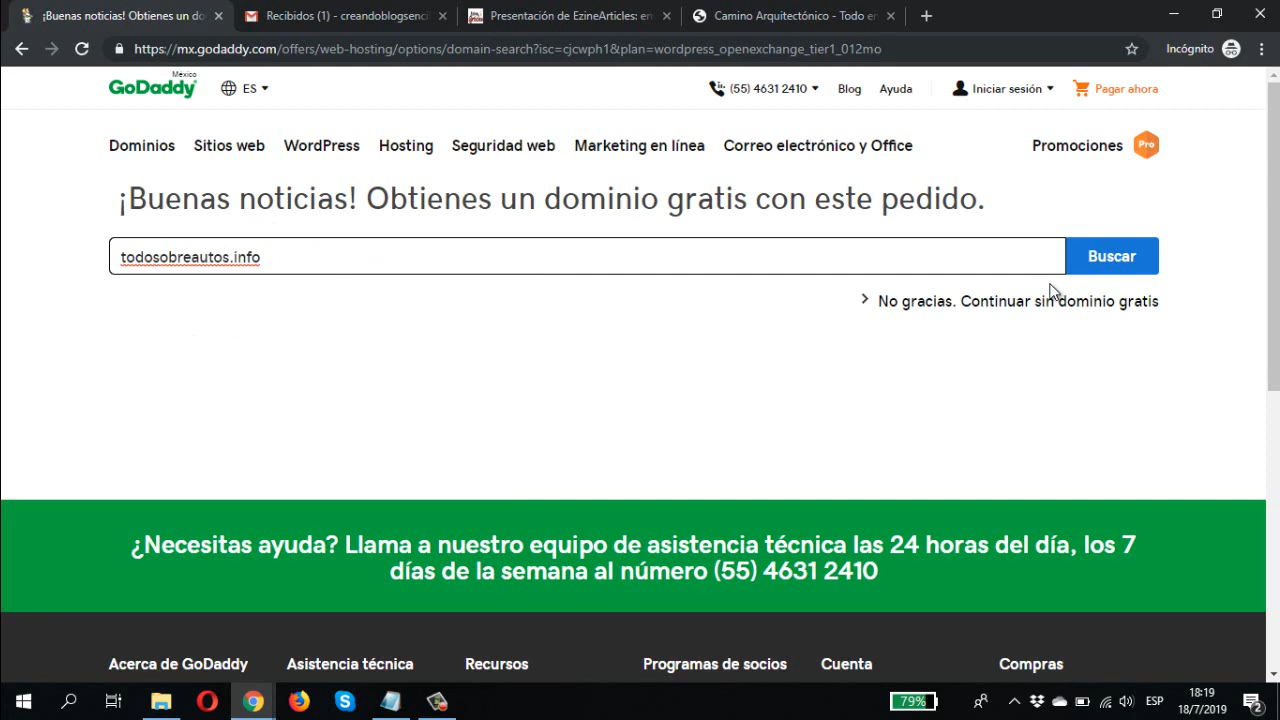 ¡Buenas noticias! Obtienes un do
Recibidos (1) - creandoblogsenci
Presentación de EzineArticles: em
Camino Arquitectónico - Todo en
https://mx.godaddy.com/offers/web-hosting/options/domain-search?isc=cjcwph1&plan=wordpress_openexchange_tier1_012mo
Incógnito
México
GoDaddy
ES
(55) 4631 2410
Blog
Ayuda
Iniciar sesión
Pagar ahora
Dominios
Sitios web
WordPress
Hosting
Seguridad web
Marketing en línea
Correo electrónico y Office
Promociones
Pro
¡Buenas noticias! Obtienes un dominio gratis con este pedido.
todosobreautos.info
Buscar
No gracias. Continuar sin dominio gratis
¿Necesitas ayuda? Llama a nuestro equipo de asistencia técnica las 24 horas del día, los 7
días de la semana al número (55) 4631 2410
Acerca de GoDaddy
Asistencia técnica
Recursos
Programas de socios
Cuenta
Compras
79%
ESP
18:19
18/7/2019
2